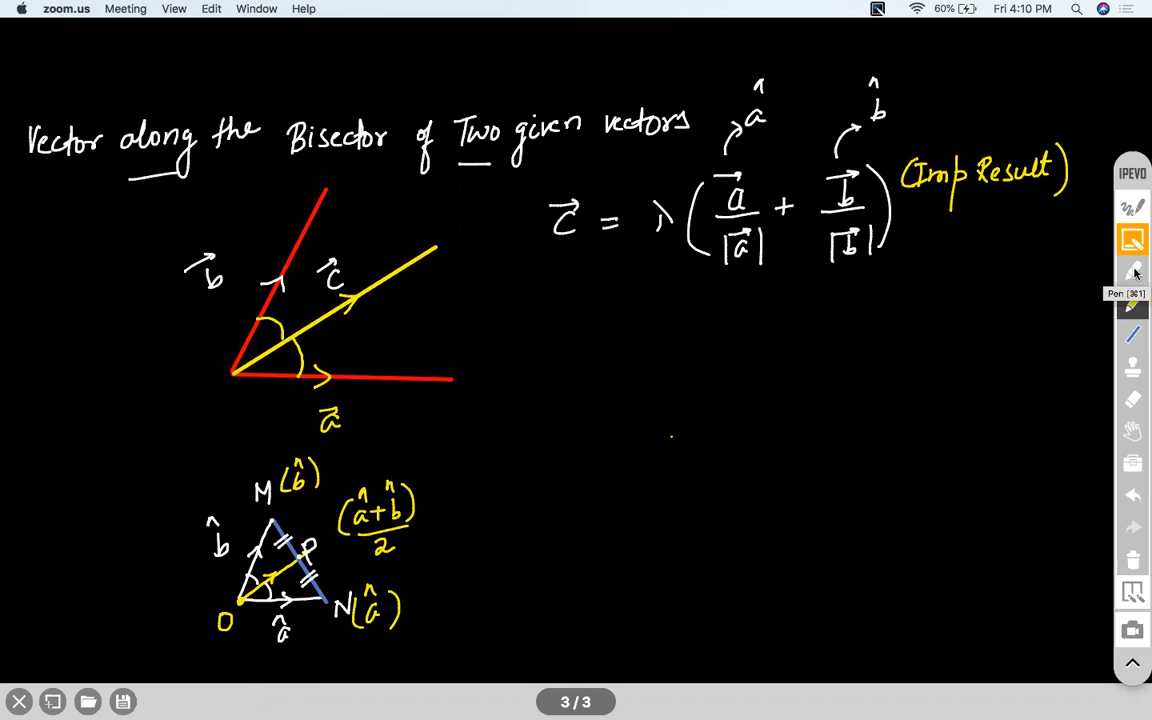 zoom.us Meeting View Edit Window Help
60% Fri 4:10 PM
Vector along the Bisector of Two given vectors
â b̂
c⃗ = λ( a⃗/|a⃗| + b⃗/|b⃗| ) (Imp Result)
IPEVO
Pen [⌘1]
b⃗ c⃗
a⃗
M(b̂)
(â+b̂)/2
b̂ P
O â N(â)
3 / 3